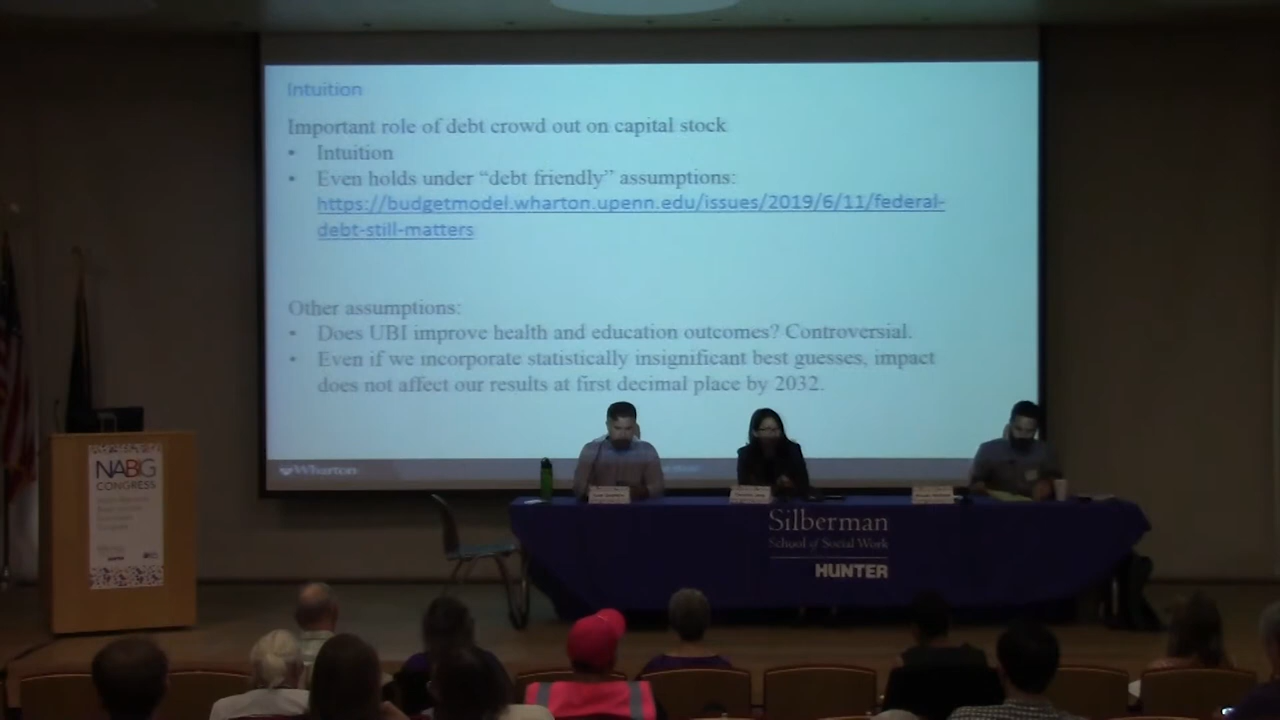 Intuition
Important role of debt crowd out on capital stock
• Intuition
• Even holds under “debt friendly” assumptions:
https://budgetmodel.wharton.upenn.edu/issues/2019/6/11/federal-
debt-still-matters
Other assumptions:
• Does UBI improve health and education outcomes? Controversial.
• Even if we incorporate statistically insignificant best guesses, impact
does not affect our results at first decimal place by 2032.
Wharton
NABIG
CONGRESS
Silberman
School of Social Work
HUNTER